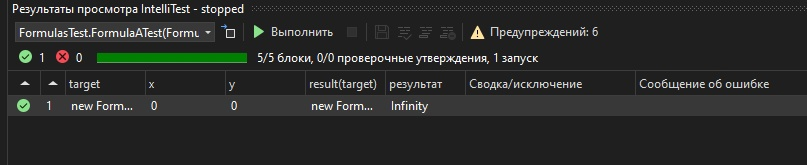 Результаты просмотра IntelliTest - stopped
FormulasTest.FormulaATest(Formu Выполнить Предупреждений: 6
1 0 5/5 блоки, 0/0 проверочные утверждения, 1 запуск
target x y result(target) результат Сводка/исключение Сообщение об ошибке
1 new Form... 0 0 new Form... Infinity